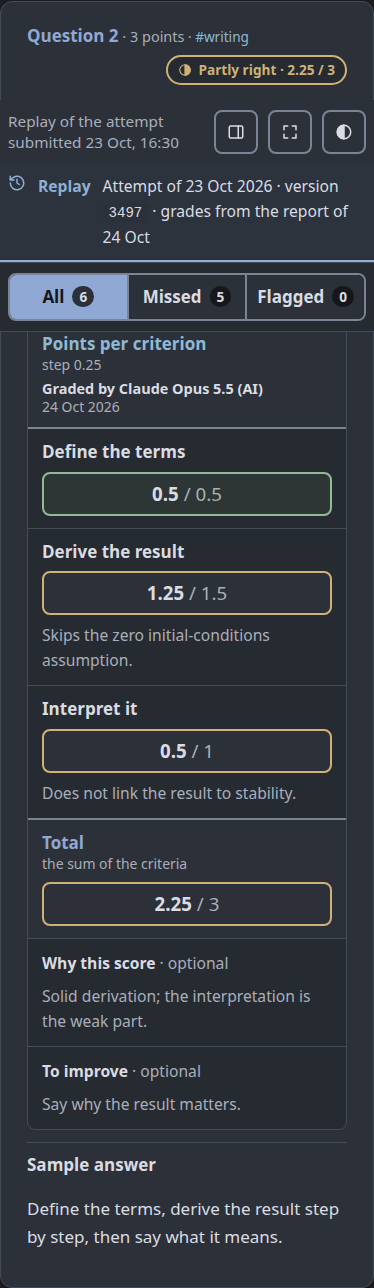 Question 2 · 3 points · #writing
Partly right · 2.25 / 3
Replay of the attempt
submitted 23 Oct, 16:30
Replay Attempt of 23 Oct 2026 · version
3497 · grades from the report of
24 Oct
All 6 Missed 5 Flagged 0
Points per criterion
step 0.25
Graded by Claude Opus 5.5 (AI)
24 Oct 2026
Define the terms
0.5 / 0.5
Derive the result
1.25 / 1.5
Skips the zero initial-conditions
assumption.
Interpret it
0.5 / 1
Does not link the result to stability.
Total
the sum of the criteria
2.25 / 3
Why this score · optional
Solid derivation; the interpretation is
the weak part.
To improve · optional
Say why the result matters.
Sample answer
Define the terms, derive the result step
by step, then say what it means.